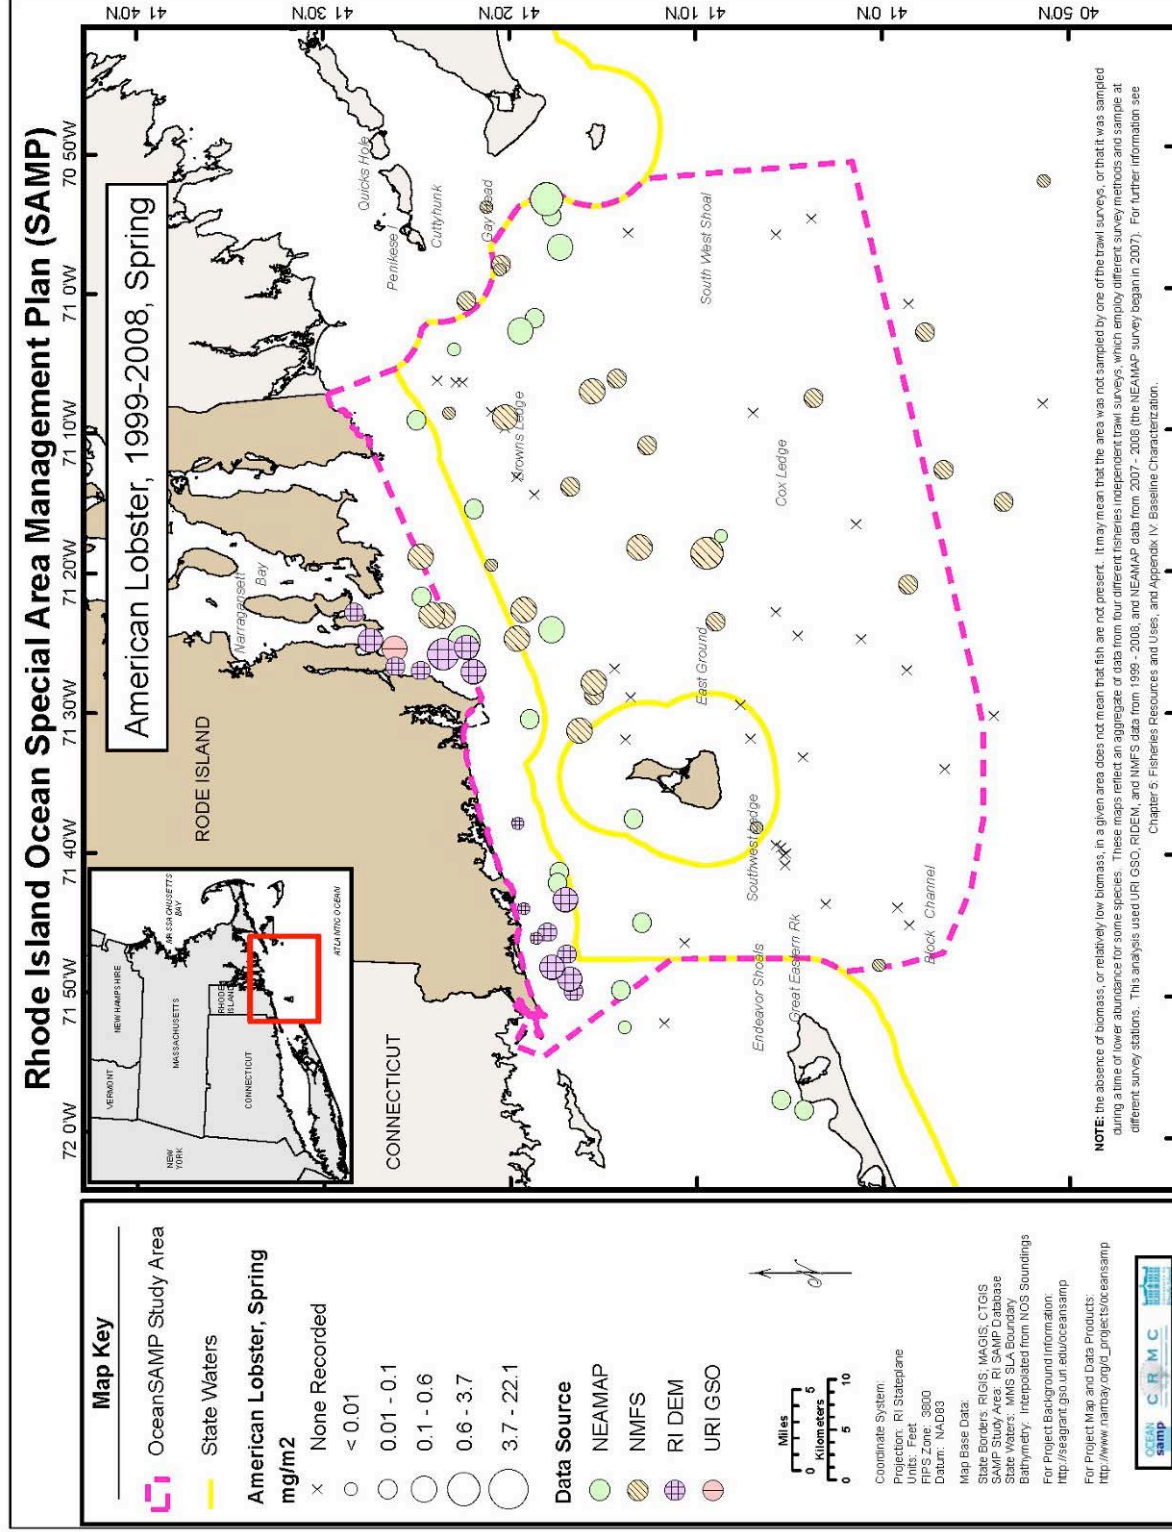 Rhode Island Ocean Special Area Management Plan (SAMP)
72 0'W
71 50'W
71 40'W
71 30'W
71 20'W
71 10'W
71 0'W
70 50'W
41 40'N
41 30'N
41 20'N
41 10'N
41 0'N
40 50'N
American Lobster, 1999-2008, Spring
NEW HAMPSHIRE
VERMONT
MASSACHUSETTS
BAY
MASSACHUSETTS
NEW
YORK
CONNECTICUT
RHODE
ISLAND
ATLANTIC OCEAN
RODE ISLAND
CONNECTICUT
Narragansett
Bay
Quicks Hole
Penikese I
Cuttyhunk
Gay Head
Browns Ledge
South West Shoal
Cox Ledge
East Ground
Southwest Ledge
Endeavor Shoals
Great Eastern Rk
Block Channel
NOTE: the absence of biomass, or relatively low biomass, in a given area does not mean that fish are not present. It may mean that the area was not sampled by one of the trawl surveys, or that it was sampled
during a time of lower abundance for some species. These maps reflect an aggregate of data from four different fisheries independent trawl surveys, which employ different survey methods and sample at
different survey stations. This analysis used URI GSO, RIDEM, and NMFS data from 1999 - 2008, and NEAMAP data from 2007 - 2008 (the NEAMAP survey began in 2007). For further information see
Chapter 5: Fisheries Resources and Uses, and Appendix IV: Baseline Characterization.
Map Key
OceanSAMP Study Area
State Waters
American Lobster, Spring
mg/m2
None Recorded
< 0.01
0.01 - 0.1
0.1 - 0.6
0.6 - 3.7
3.7 - 22.1
Data Source
NEAMAP
NMFS
RI DEM
URI GSO
N
Miles
0 5
Kilometers
0 5 10
Coordinate System:
Projection: RI Stateplane
Units: Feet
FIPS Zone: 3800
Datum: NAD83
Map Base Data:
State Borders: RIGIS; MAGIS; CTGIS
SAMP Study Area: RI SAMP Database
State Waters: MMS SLA Boundary
Bathymetry: Interpolated from NOS Soundings
For Project Background Information:
http://seagrant.gso.uri.edu/oceansamp
For Project Map and Data Products:
http://www.narrbay.org/d_projects/oceansamp
OCEAN
samp
C R M C